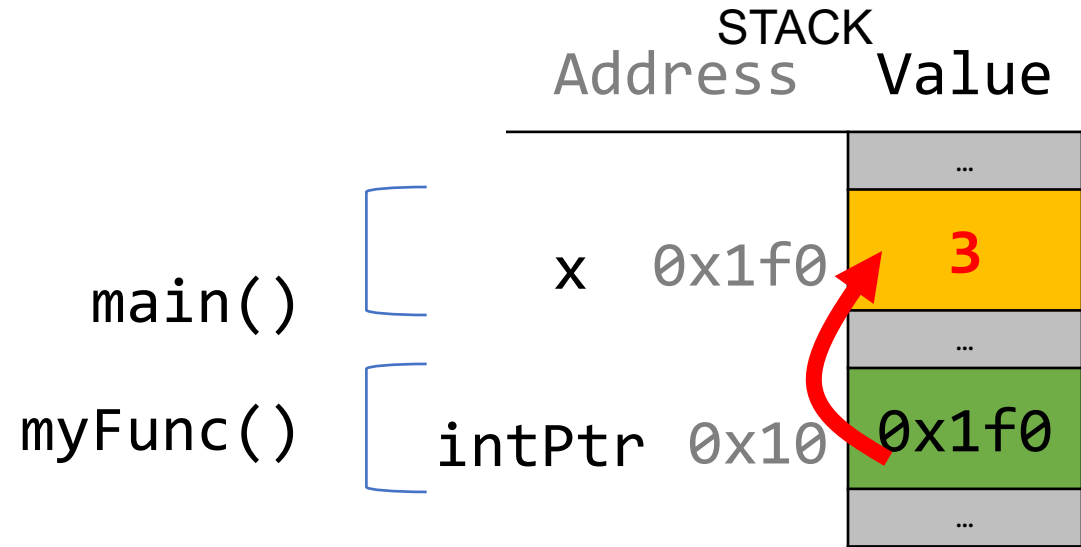 STACK
Address Value
…
x 0x1f0 3
main()
…
myFunc() intPtr 0x10 0x1f0
…